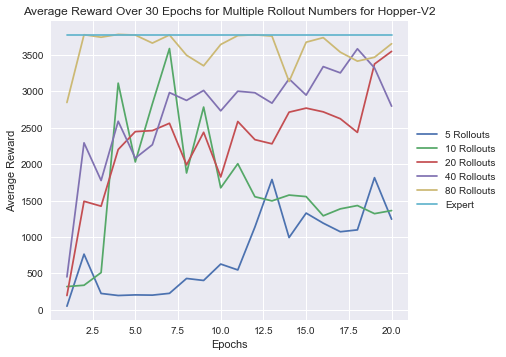 Average Reward Over 30 Epochs for Multiple Rollout Numbers for Hopper-V2
Average Reward
3500
3000
2500
2000
1500
1000
500
0
2.5 5.0 7.5 10.0 12.5 15.0 17.5 20.0
Epochs
5 Rollouts
10 Rollouts
20 Rollouts
40 Rollouts
80 Rollouts
Expert